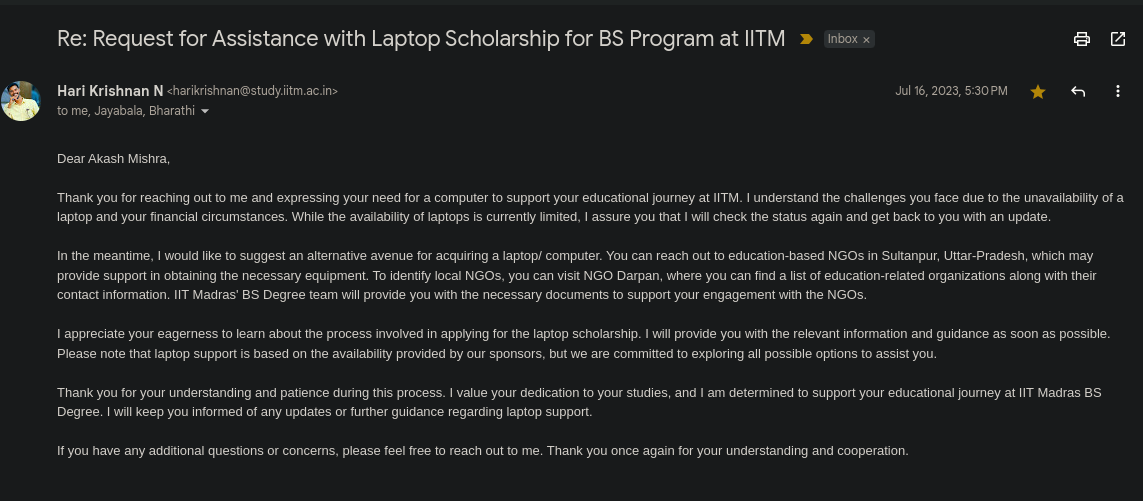 Re: Request for Assistance with Laptop Scholarship for BS Program at IITM Inbox ×
Hari Krishnan N <harikrishnan@study.iitm.ac.in> Jul 16, 2023, 5:30 PM
to me, Jayabala, Bharathi
Dear Akash Mishra,
Thank you for reaching out to me and expressing your need for a computer to support your educational journey at IITM. I understand the challenges you face due to the unavailability of a
laptop and your financial circumstances. While the availability of laptops is currently limited, I assure you that I will check the status again and get back to you with an update.
In the meantime, I would like to suggest an alternative avenue for acquiring a laptop/ computer. You can reach out to education-based NGOs in Sultanpur, Uttar-Pradesh, which may
provide support in obtaining the necessary equipment. To identify local NGOs, you can visit NGO Darpan, where you can find a list of education-related organizations along with their
contact information. IIT Madras' BS Degree team will provide you with the necessary documents to support your engagement with the NGOs.
I appreciate your eagerness to learn about the process involved in applying for the laptop scholarship. I will provide you with the relevant information and guidance as soon as possible.
Please note that laptop support is based on the availability provided by our sponsors, but we are committed to exploring all possible options to assist you.
Thank you for your understanding and patience during this process. I value your dedication to your studies, and I am determined to support your educational journey at IIT Madras BS
Degree. I will keep you informed of any updates or further guidance regarding laptop support.
If you have any additional questions or concerns, please feel free to reach out to me. Thank you once again for your understanding and cooperation.